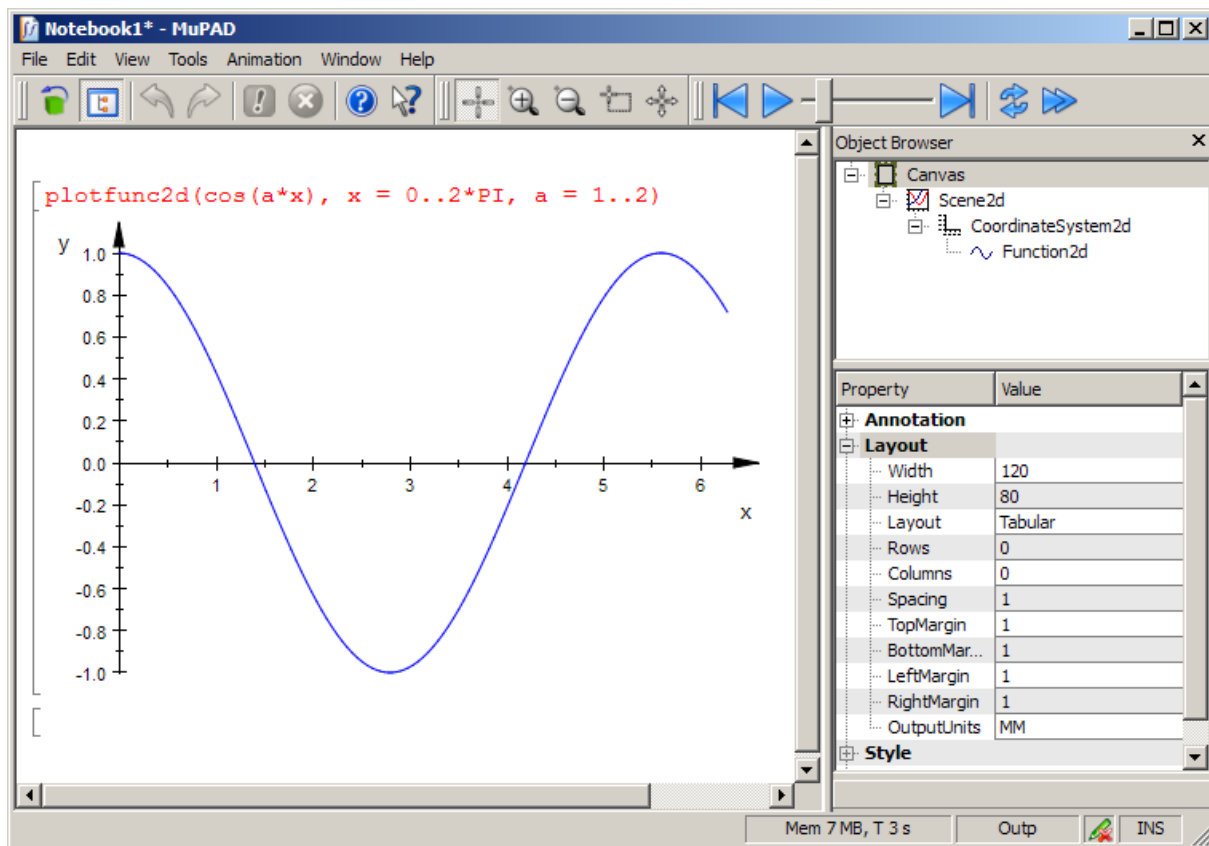 Notebook1* - MuPAD
File Edit View Tools Animation Window Help
plotfunc2d(cos(a*x), x = 0..2*PI, a = 1..2)
y
1.0
0.8
0.6
0.4
0.2
0.0
-0.2
-0.4
-0.6
-0.8
-1.0
1 2 3 4 5 6
x
Object Browser
Canvas
Scene2d
CoordinateSystem2d
Function2d
Property Value
Annotation
Layout
Width 120
Height 80
Layout Tabular
Rows 0
Columns 0
Spacing 1
TopMargin 1
BottomMar... 1
LeftMargin 1
RightMargin 1
OutputUnits MM
Style
Mem 7 MB, T 3 s Outp INS